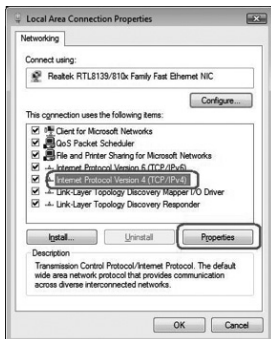 Local Area Connection Properties
Networking
Connect using:
Realtek RTL8139/810x Family Fast Ethernet NIC
Configure...
This connection uses the following items:
Client for Microsoft Networks
QoS Packet Scheduler
File and Printer Sharing for Microsoft Networks
Internet Protocol Version 6 (TCP/IPv6)
Internet Protocol Version 4 (TCP/IPv4)
Link-Layer Topology Discovery Mapper I/O Driver
Link-Layer Topology Discovery Responder
Install...
Uninstall
Properties
Description
Transmission Control Protocol/Internet Protocol. The default
wide area network protocol that provides communication
across diverse interconnected networks.
OK
Cancel